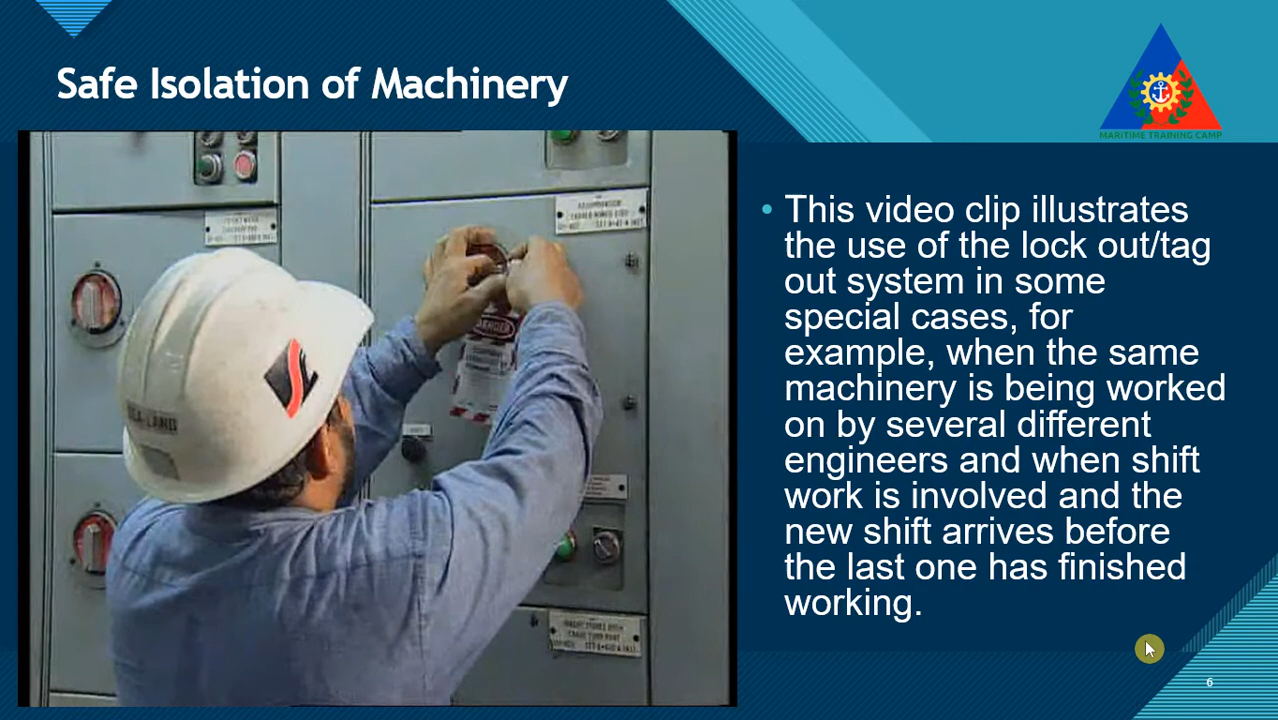 Safe Isolation of Machinery
MARITIME TRAINING CAMP
• This video clip illustrates
the use of the lock out/tag
out system in some
special cases, for
example, when the same
machinery is being worked
on by several different
engineers and when shift
work is involved and the
new shift arrives before
the last one has finished
working.
SEA-LAND
DANGER
6